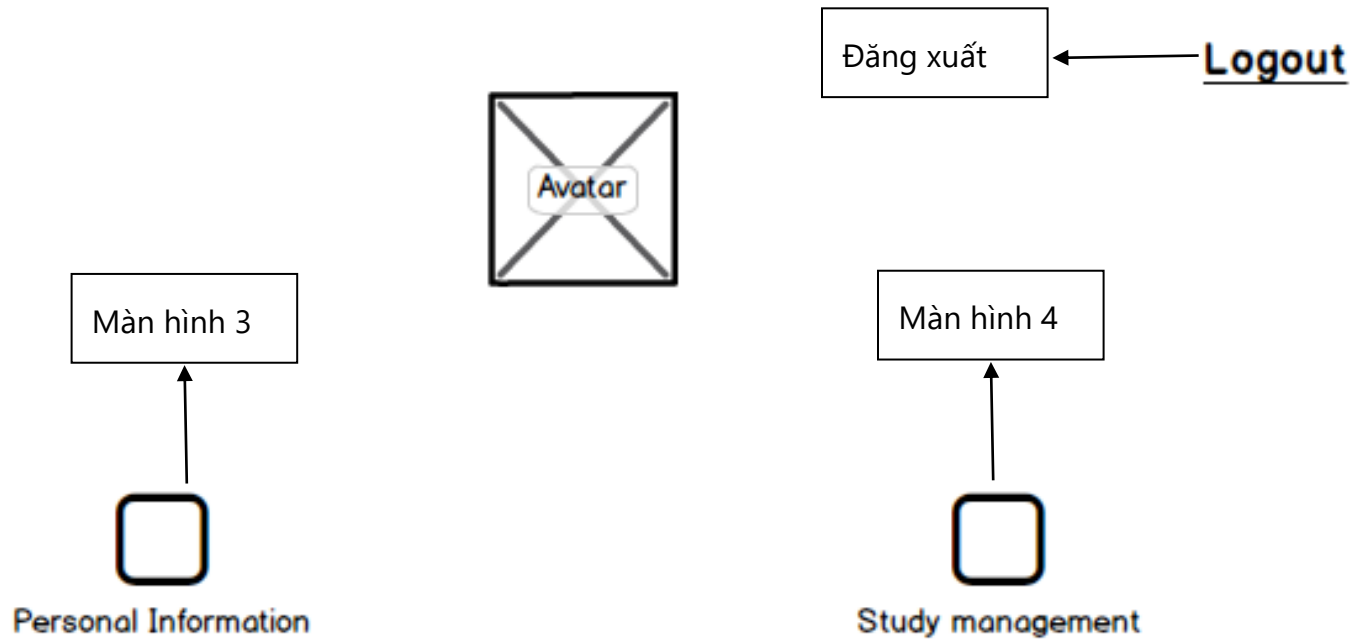 Đăng xuất
Logout
Avatar
Màn hình 3
Màn hình 4
Personal Information
Study management